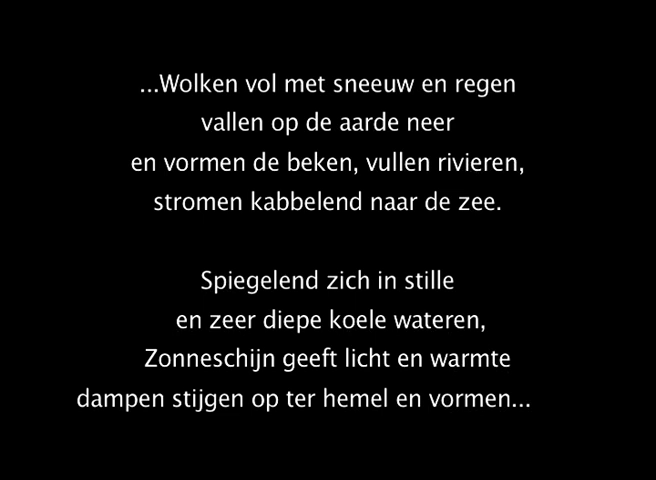 ...Wolken vol met sneeuw en regen
vallen op de aarde neer
en vormen de beken, vullen rivieren,
stromen kabbelend naar de zee.
Spiegelend zich in stille
en zeer diepe koele wateren,
Zonneschijn geeft licht en warmte
dampen stijgen op ter hemel en vormen...